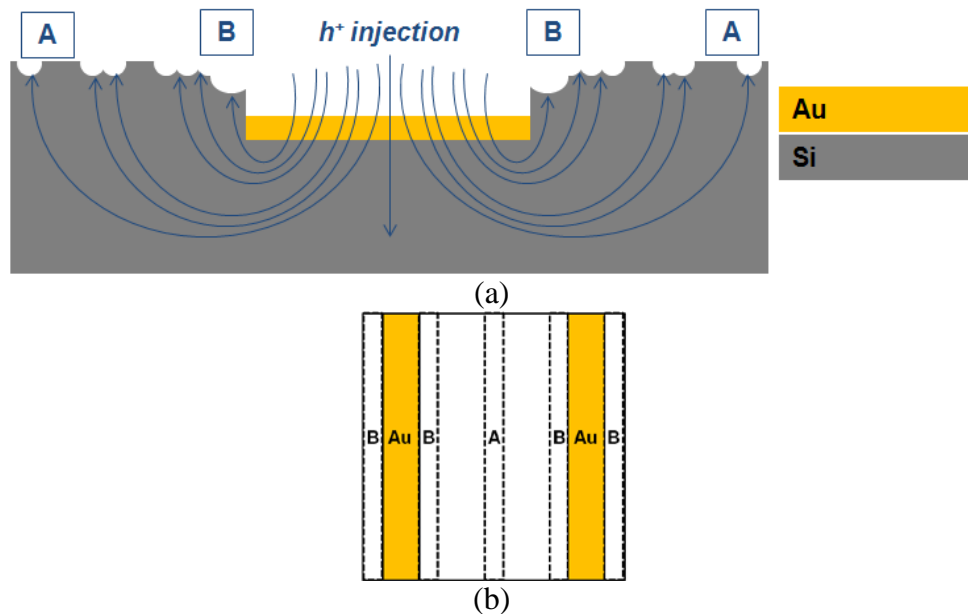 A B h⁺ injection B A
Au
Si
(a)
B Au B A B Au B
(b)